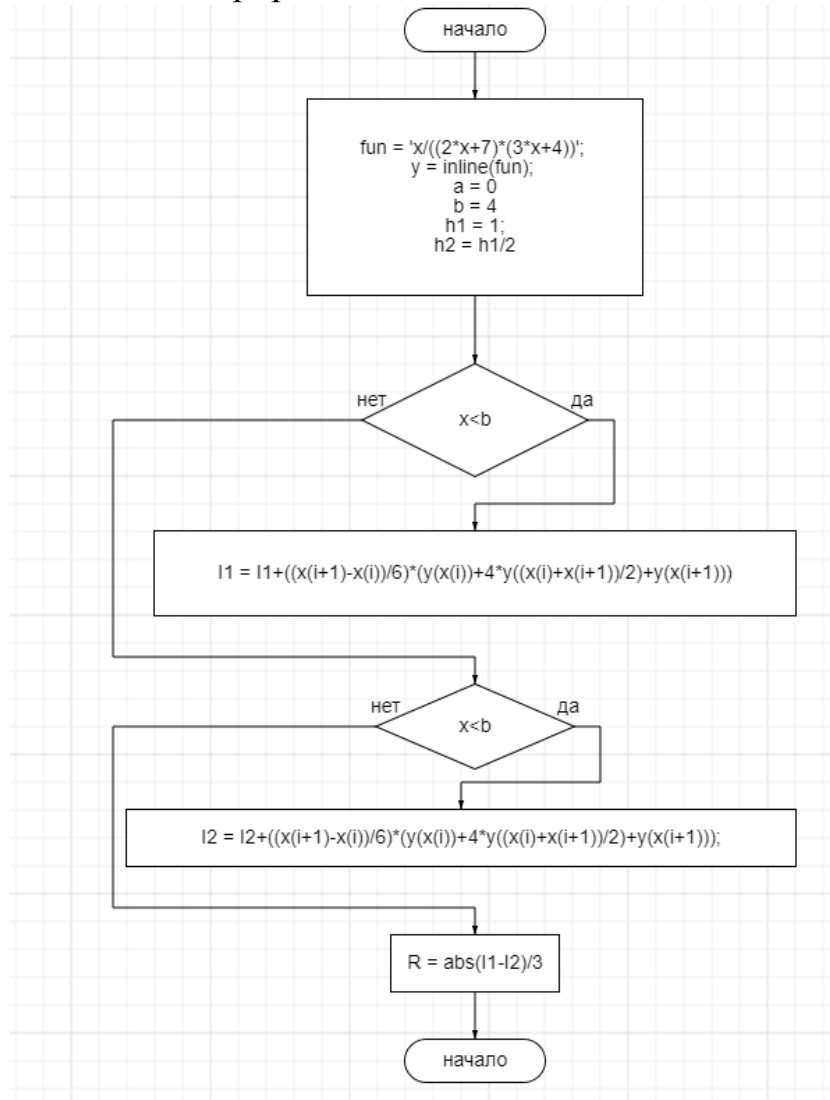 начало
fun = 'x/((2*x+7)*(3*x+4))';
y = inline(fun);
a = 0
b = 4
h1 = 1;
h2 = h1/2
нет
да
x<b
I1 = I1+((x(i+1)-x(i))/6)*(y(x(i))+4*y((x(i)+x(i+1))/2)+y(x(i+1)))
нет
да
x<b
I2 = I2+((x(i+1)-x(i))/6)*(y(x(i))+4*y((x(i)+x(i+1))/2)+y(x(i+1)));
R = abs(I1-I2)/3
начало